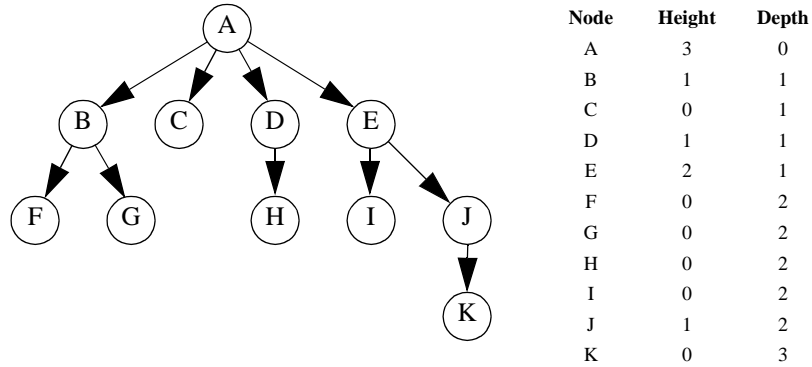 A
B C D E
F G H I J
K
Node Height Depth
A 3 0
B 1 1
C 0 1
D 1 1
E 2 1
F 0 2
G 0 2
H 0 2
I 0 2
J 1 2
K 0 3